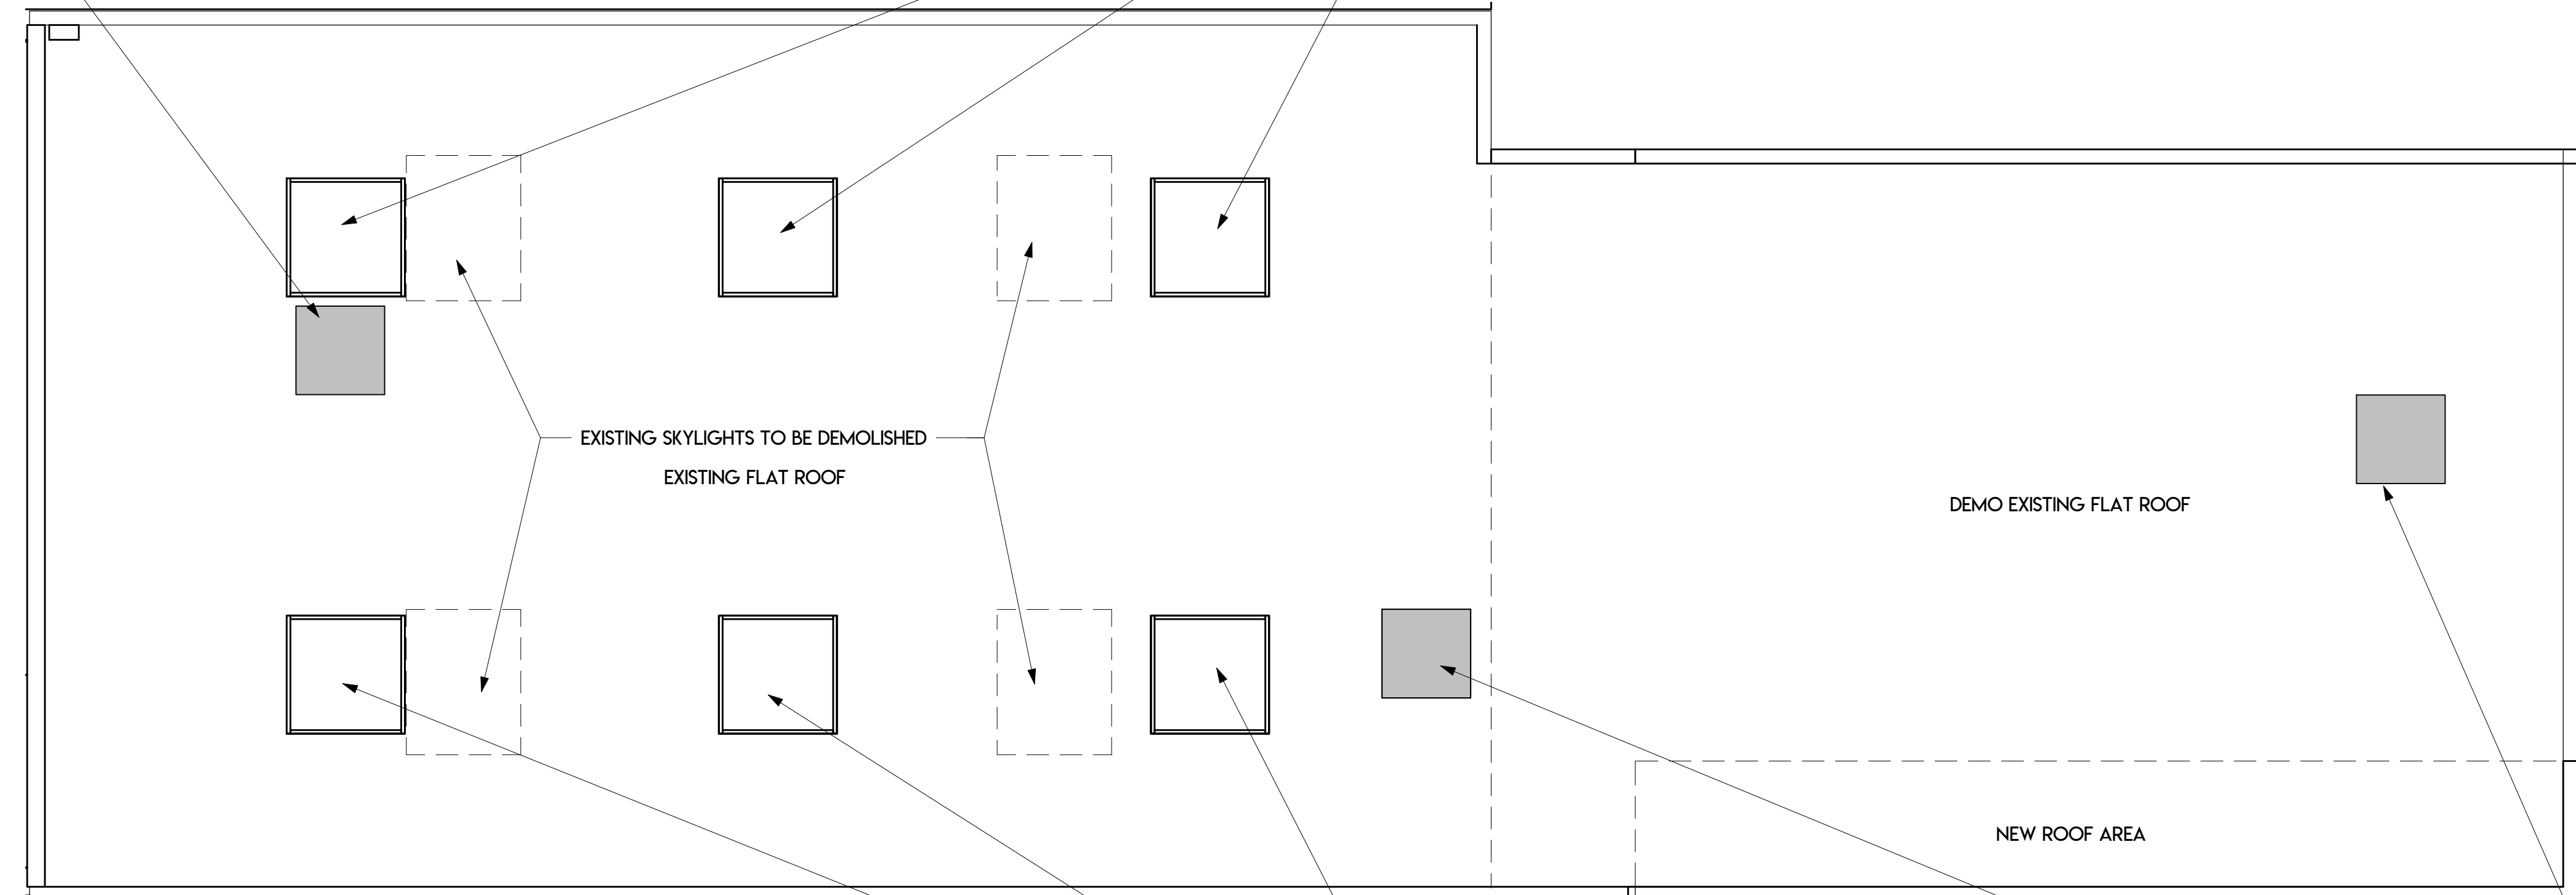 EXISTING SKYLIGHTS TO BE DEMOLISHED
EXISTING FLAT ROOF
DEMO EXISTING FLAT ROOF
NEW ROOF AREA